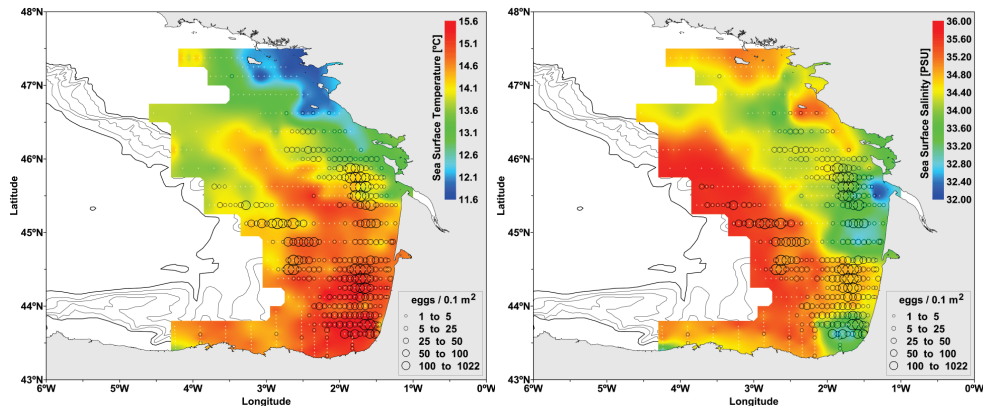 48°N
47°N
46°N
45°N
44°N
43°N
Latitude
6°W
5°W
4°W
3°W
2°W
1°W
0°W
Longitude
Sea Surface Temperature [ºC]
15.6
15.1
14.6
14.1
13.6
13.1
12.6
12.1
11.6
eggs / 0.1 m²
1 to 5
5 to 25
25 to 50
50 to 100
100 to 1022
48°N
47°N
46°N
45°N
44°N
43°N
Latitude
6°W
5°W
4°W
3°W
2°W
1°W
0°W
Longitude
Sea Surface Salinity [PSU]
36.00
35.60
35.20
34.80
34.40
34.00
33.60
33.20
32.80
32.40
32.00
eggs / 0.1 m²
1 to 5
5 to 25
25 to 50
50 to 100
100 to 1022